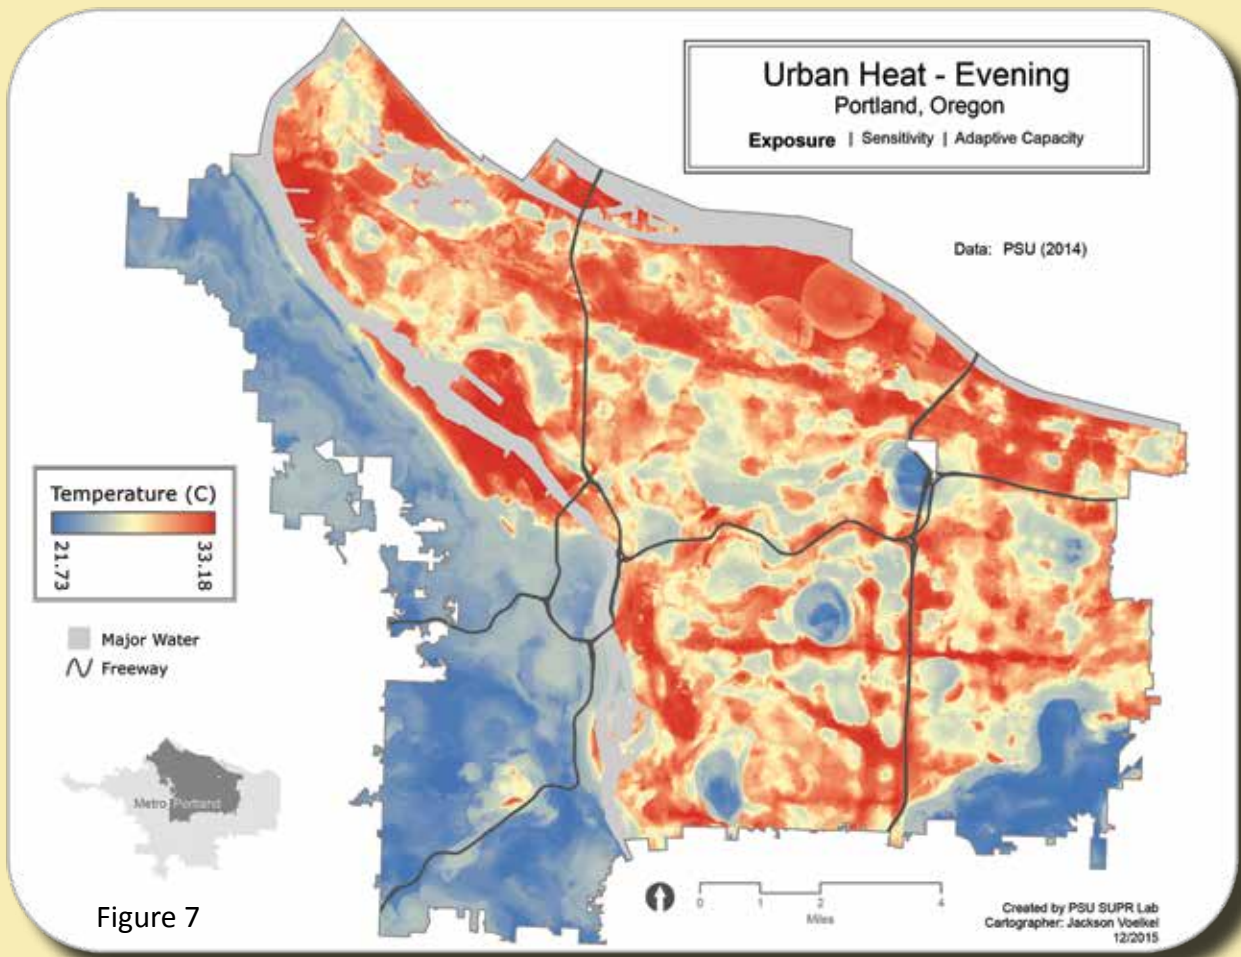 Urban Heat - Evening
Portland, Oregon
Exposure | Sensitivity | Adaptive Capacity
Data: PSU (2014)
Temperature (C)
21.73
33.18
Major Water
Freeway
Metro Portland
Figure 7
0 1 2 4
Miles
Created by PSU SUPR Lab
Cartographer: Jackson Voelkel
12/2015